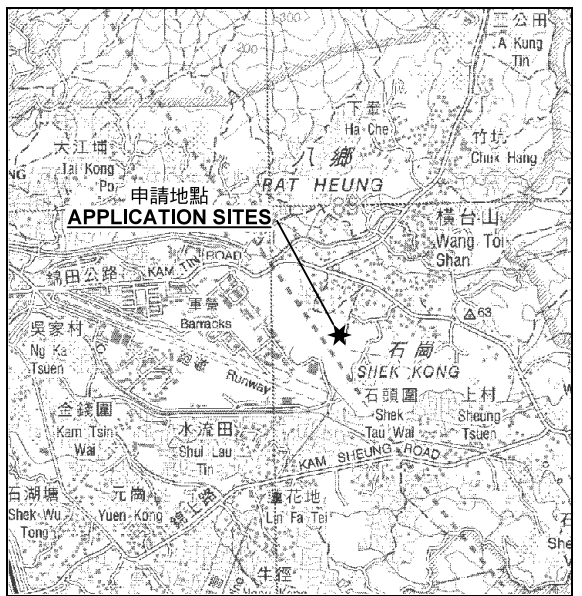 三公田
A Kung
Tin
300
200
100
下輋
Ha Che
竹坑
Chuk Hang
大江埔
Tai Kong
Po
八鄉
PAT HEUNG
申請地點
APPLICATION SITES
橫台山
Wang Toi
Shan
錦田公路
KAM TIN ROAD
軍營
Barracks
63
吳家村
Ng Ka
Tsuen
跑道
Runway
石崗
SHEK KONG
石頭圍
Shek
Tau Wai
上村
Sheung
Tsuen
金錢圍
Kam Tsin
Wai
水流田
Shui Lau
Tin
KAM SHEUNG ROAD
錦上路
石湖塘
Shek Wu
Tong
元崗
Yuen Kong
蓮花地
Lin Fa Tei
牛徑